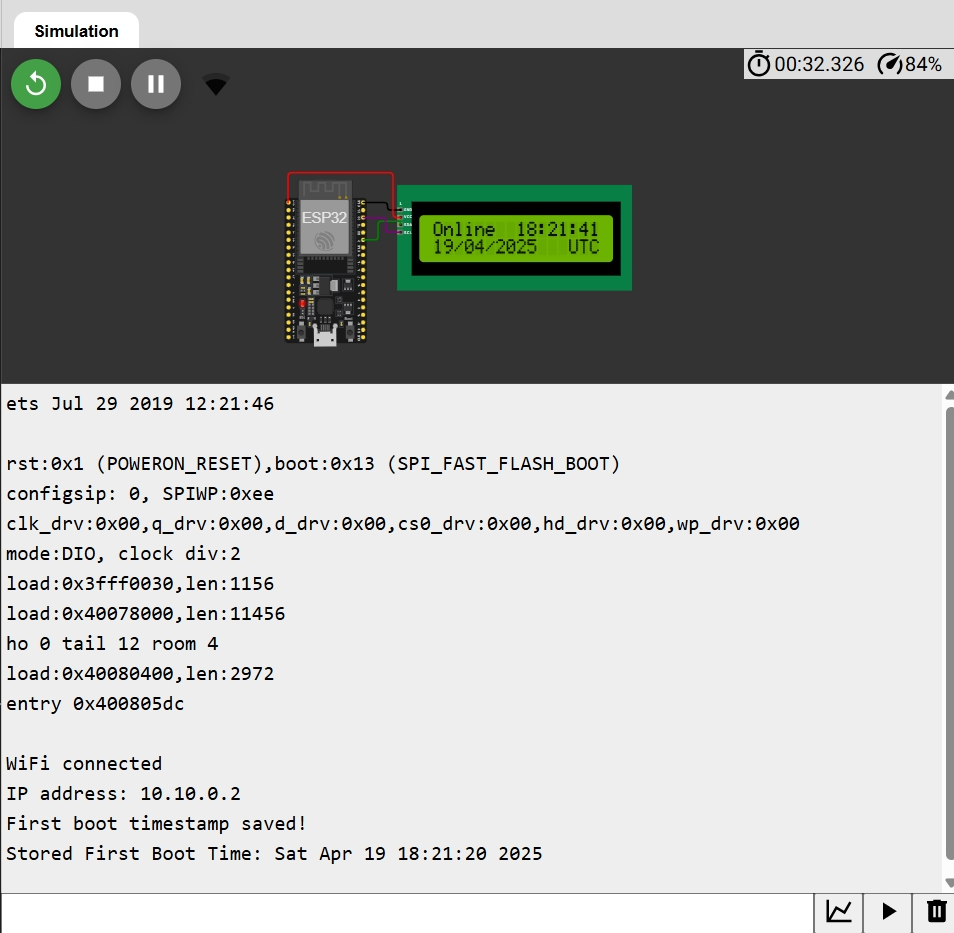 Simulation
00:32.326 84%
ESP32
Online 18:21:41
19/04/2025 UTC
ets Jul 29 2019 12:21:46
rst:0x1 (POWERON_RESET),boot:0x13 (SPI_FAST_FLASH_BOOT)
configsip: 0, SPIWP:0xee
clk_drv:0x00,q_drv:0x00,d_drv:0x00,cs0_drv:0x00,hd_drv:0x00,wp_drv:0x00
mode:DIO, clock div:2
load:0x3fff0030,len:1156
load:0x40078000,len:11456
ho 0 tail 12 room 4
load:0x40080400,len:2972
entry 0x400805dc
WiFi connected
IP address: 10.10.0.2
First boot timestamp saved!
Stored First Boot Time: Sat Apr 19 18:21:20 2025